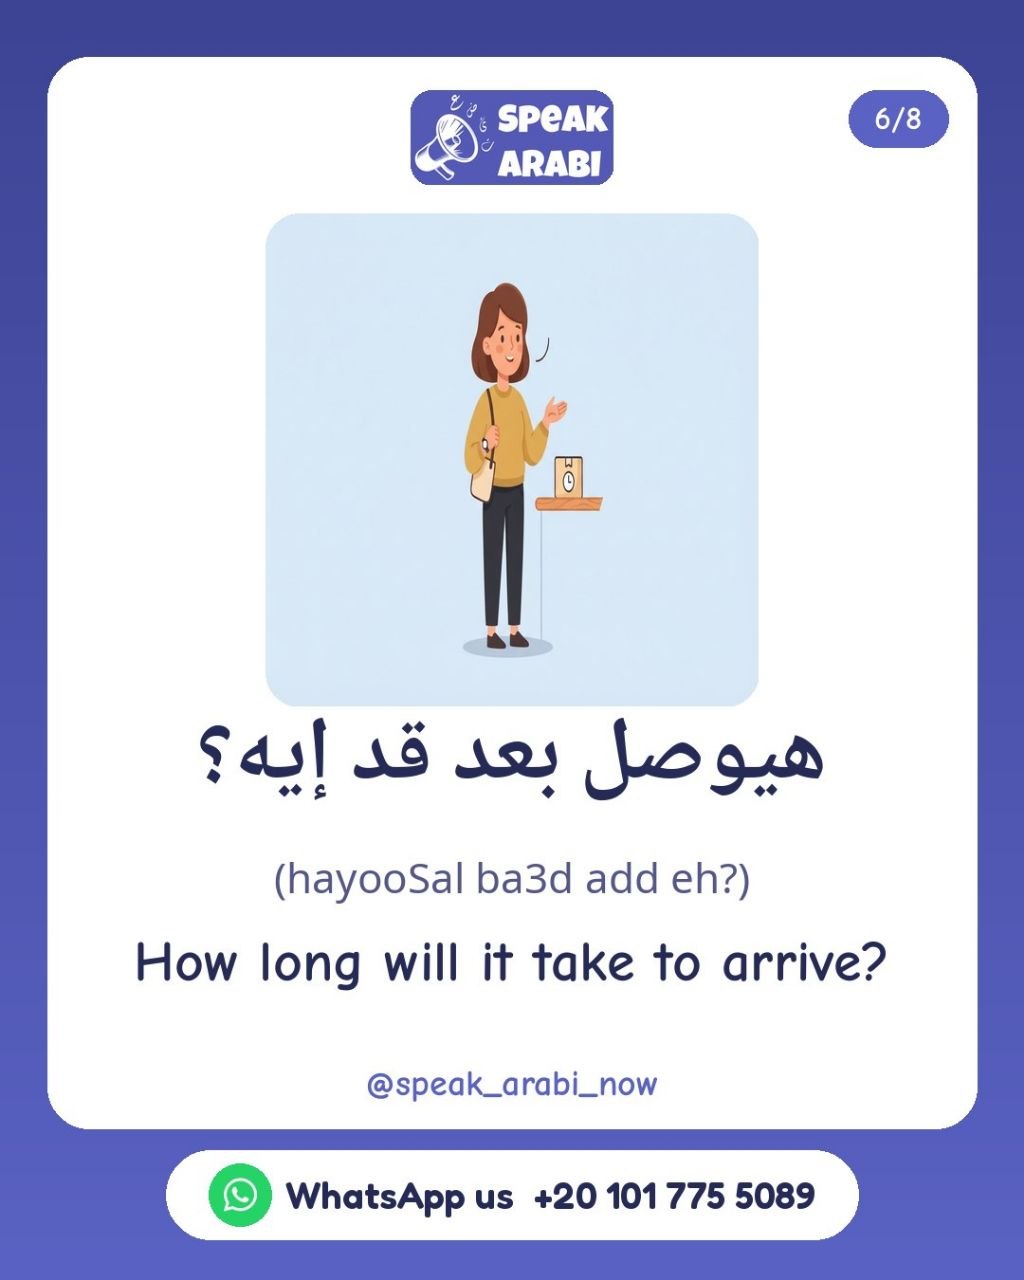 SPEAK
ARABI
6/8
هيوصل بعد قد إيه؟
(hayooSal ba3d add eh?)
How long will it take to arrive?
@speak_arabi_now
WhatsApp us +20 101 775 5089